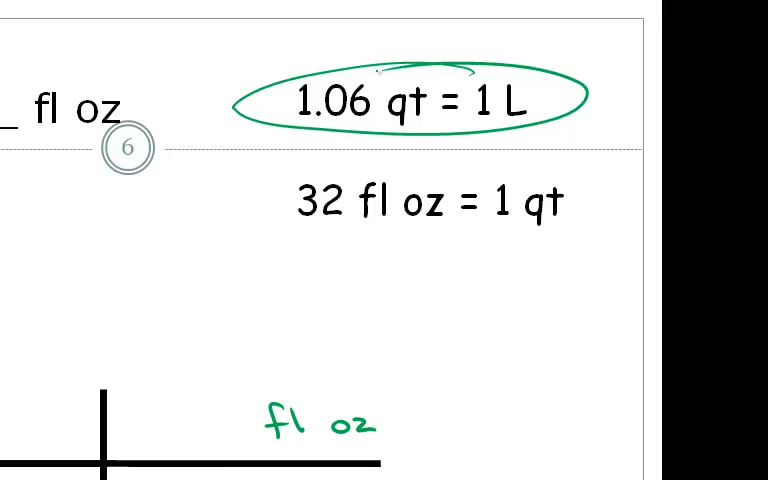 _ fl oz
1.06 qt = 1 L
6
32 fl oz = 1 qt
fl oz